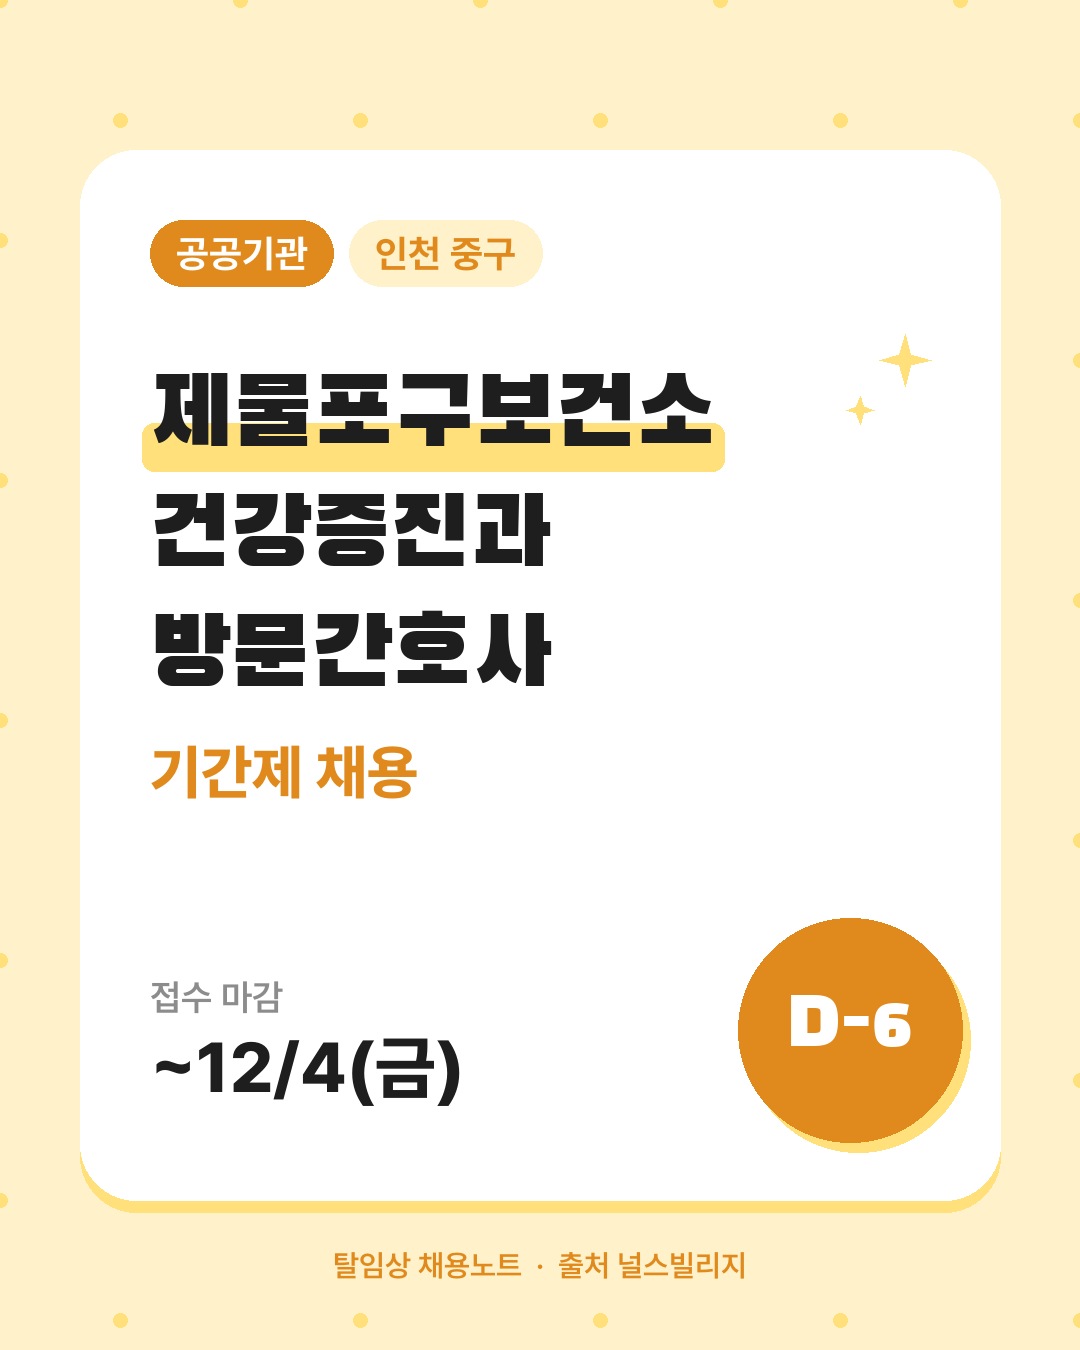 공공기관 인천 중구
제물포구보건소
건강증진과
방문간호사
기간제 채용
접수 마감
~12/4(금)
D-6
탈임상 채용노트 · 출처 널스빌리지